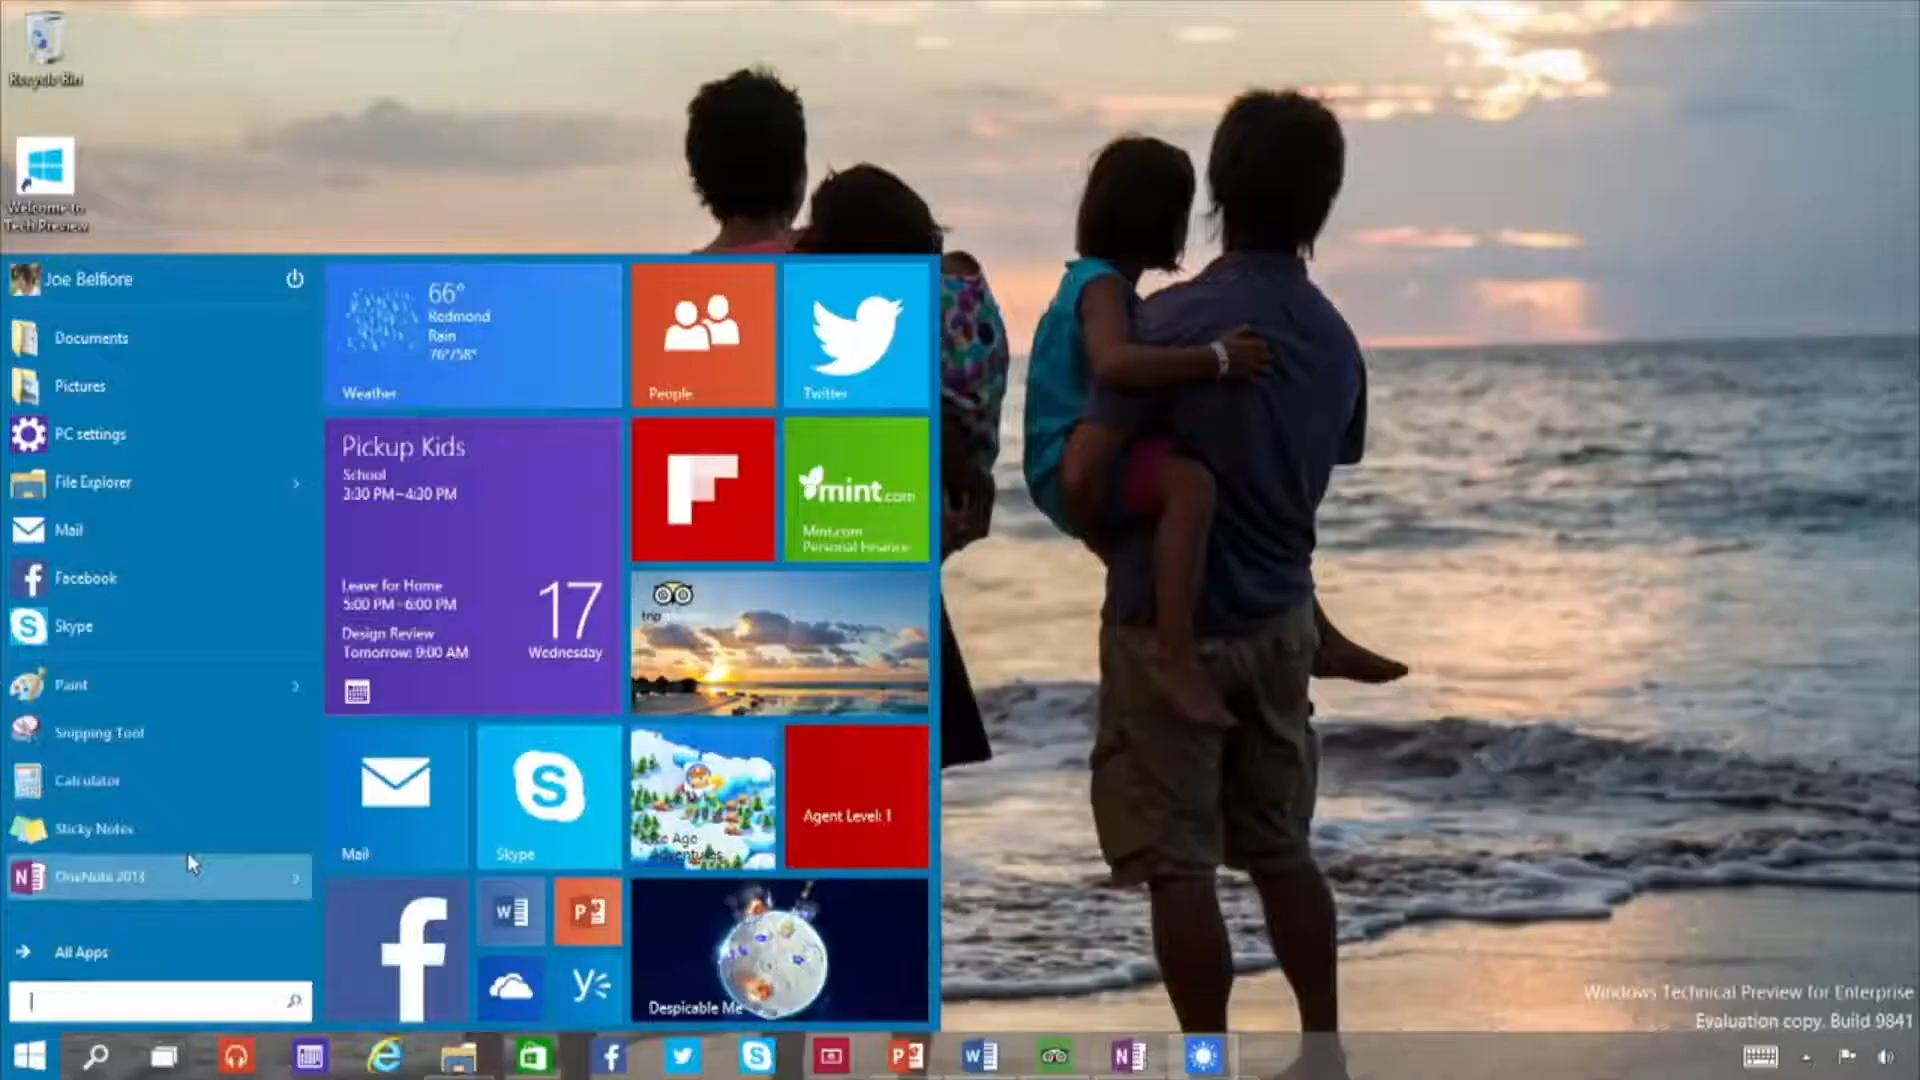 Recycle Bin
Welcome to
Tech Preview
Joe Belfiore
Documents
Pictures
PC settings
File Explorer
Mail
Facebook
Skype
Paint
Snipping Tool
Calculator
Sticky Notes
OneNote 2013
All Apps
66°
Redmond
Rain
76°/58°
Weather
People
Twitter
Pickup Kids
School
3:30 PM–4:30 PM
Leave for Home
5:00 PM–6:00 PM
Design Review
Tomorrow: 9:00 AM
17
Wednesday
mint.com
Mint.com
Personal Finance
trip
Mail
Skype
Ice Age
Adventures
Agent Level: 1
Despicable Me
Windows Technical Preview for Enterprise
Evaluation copy. Build 9841